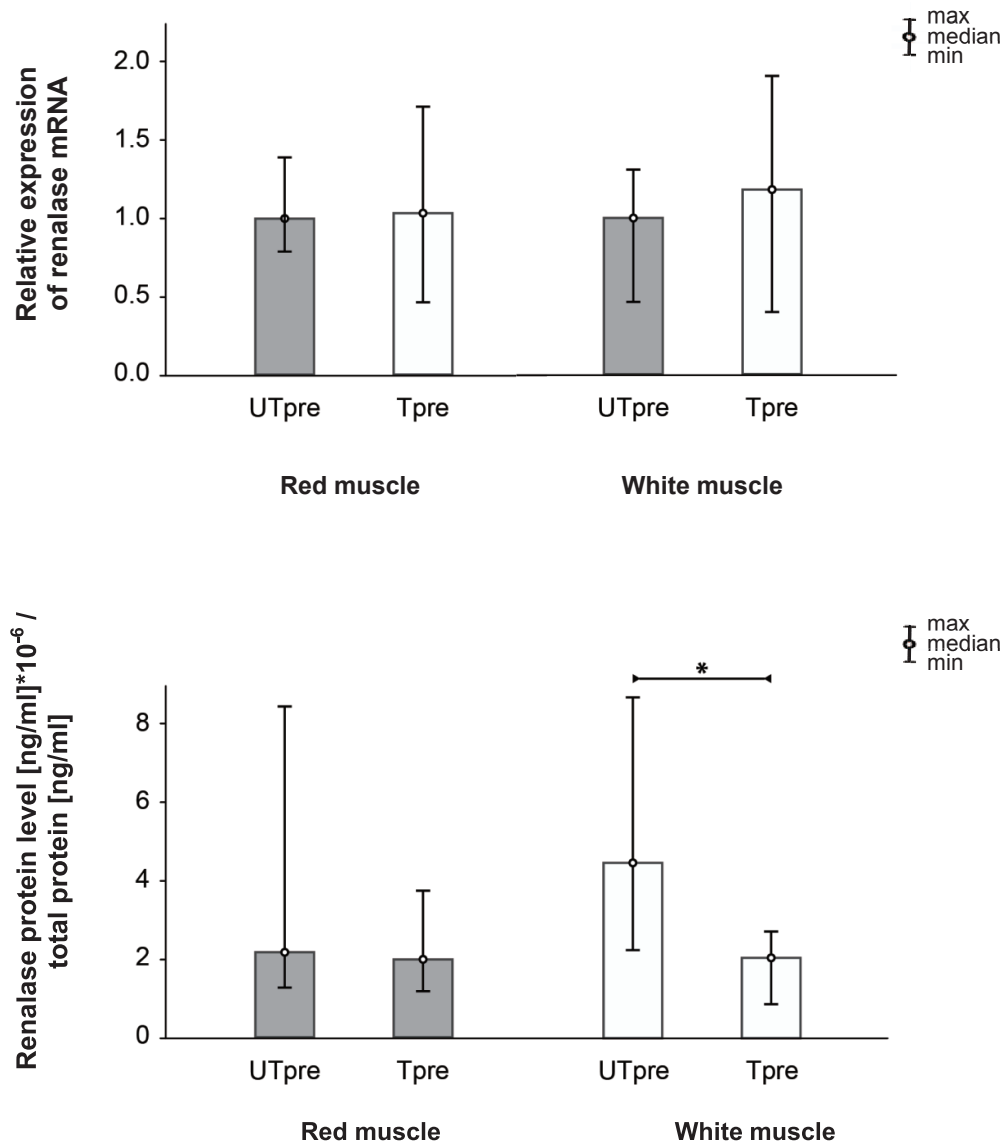 max
median
min
Relative expression
of renalase mRNA
2.0
1.5
1.0
0.5
0.0
UTpre Tpre UTpre Tpre
Red muscle White muscle
max
median
min
Renalase protein level [ng/ml]*10⁻⁶ /
total protein [ng/ml]
*
8
6
4
2
0
UTpre Tpre UTpre Tpre
Red muscle White muscle